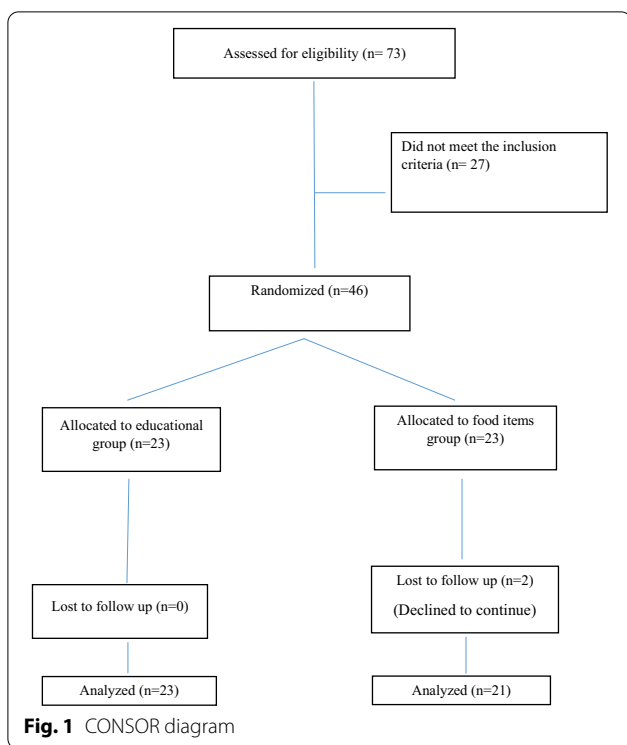 Assessed for eligibility (n= 73)
Did not meet the inclusion
criteria (n= 27)
Randomized (n=46)
Allocated to educational
group (n=23)
Allocated to food items
group (n=23)
Lost to follow up (n=0)
Lost to follow up (n=2)
(Declined to continue)
Analyzed (n=23)
Analyzed (n=21)
Fig. 1 CONSOR diagram